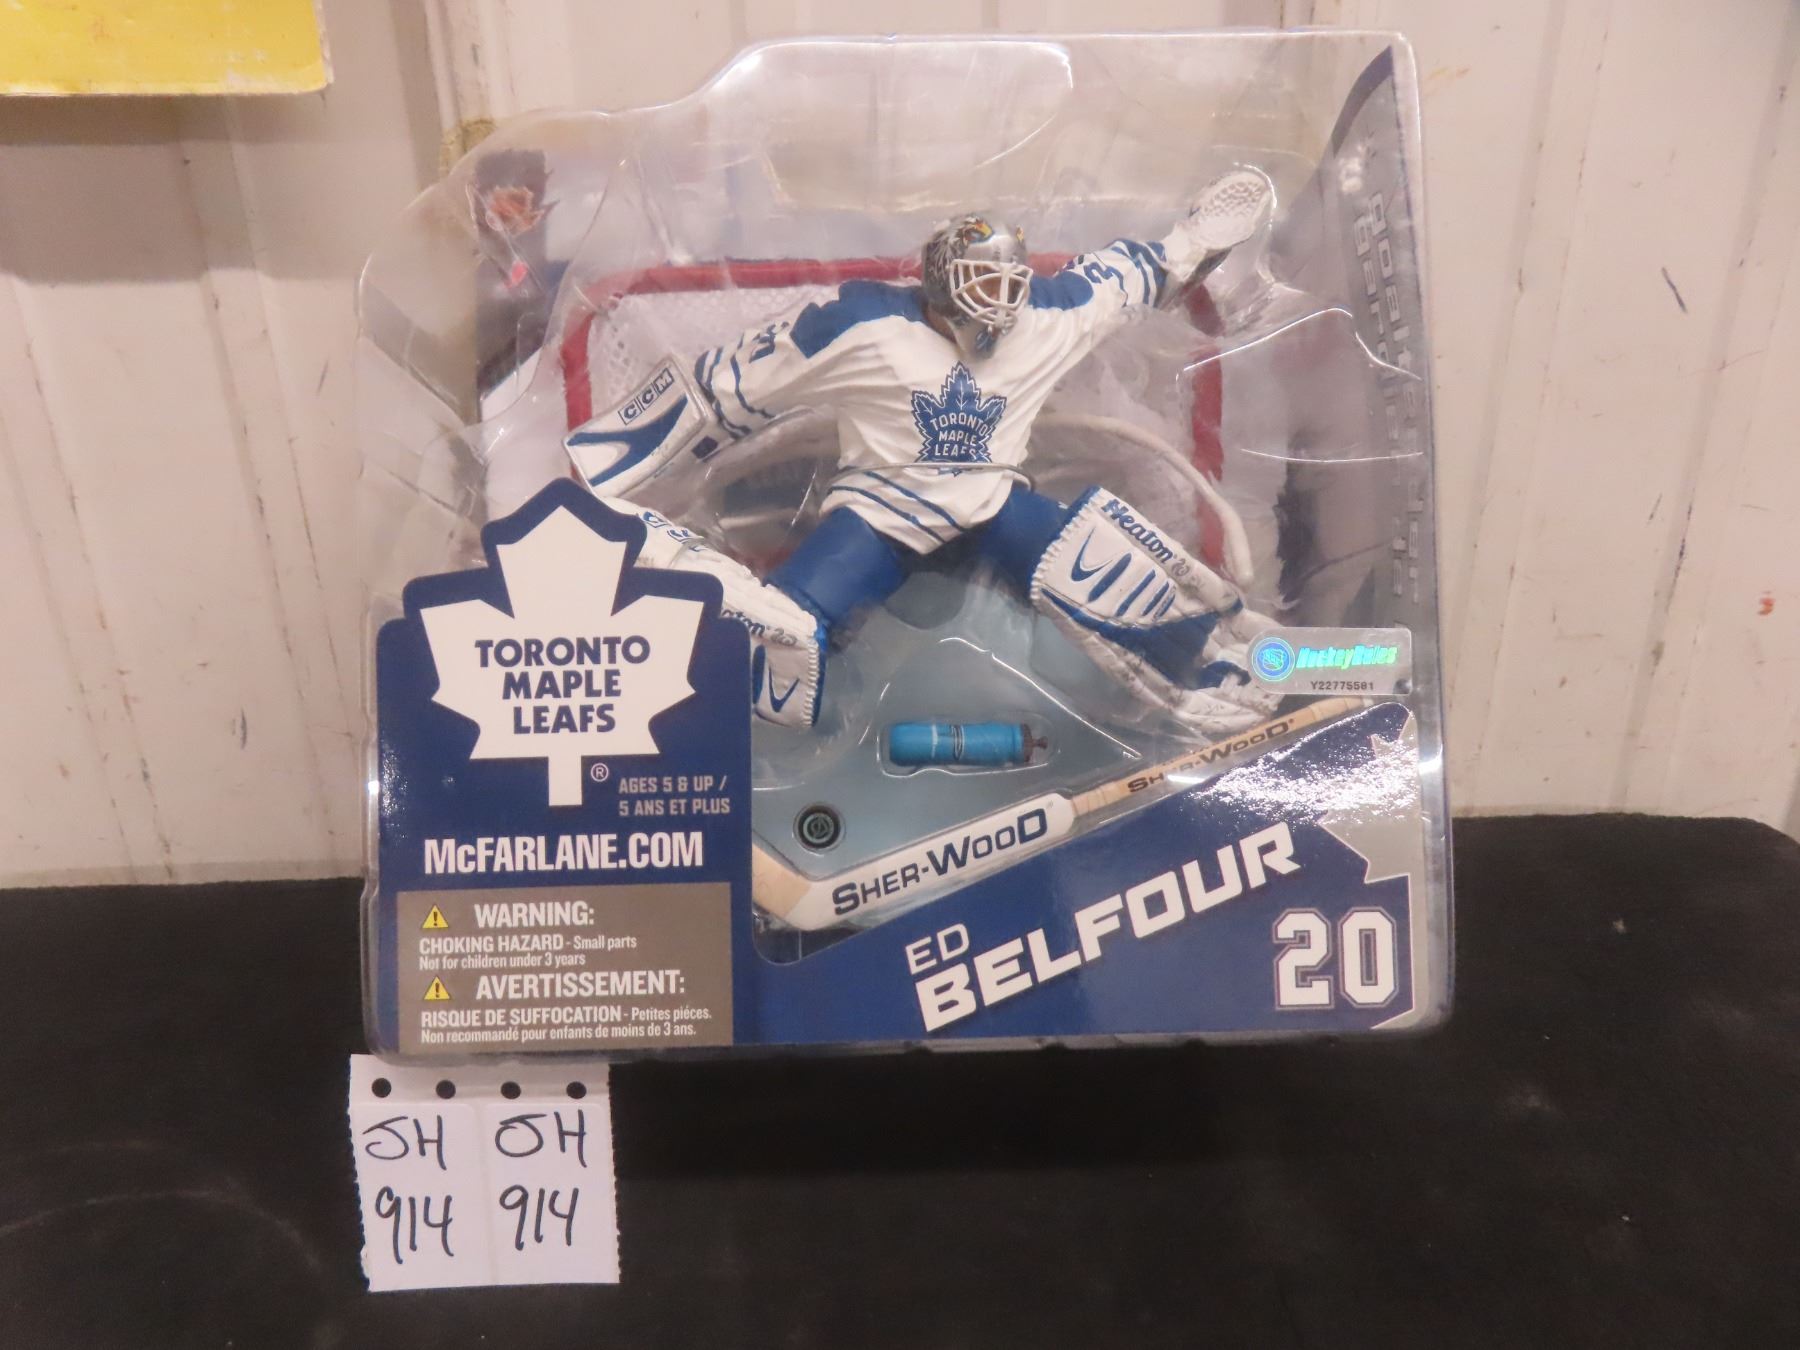 CCM
TORONTO
MAPLE
LEAFS
Heaton
TORONTO
MAPLE
LEAFS
®
AGES 5 & UP /
5 ANS ET PLUS
McFARLANE.COM
HockeyRules
Y22775581
SHER-WOOD
SHER-WOOD
WARNING:
CHOKING HAZARD - Small parts
Not for children under 3 years
AVERTISSEMENT:
RISQUE DE SUFFOCATION - Petites pièces.
Non recommandé pour enfants de moins de 3 ans.
ED
BELFOUR
20
JH
914
JH
914